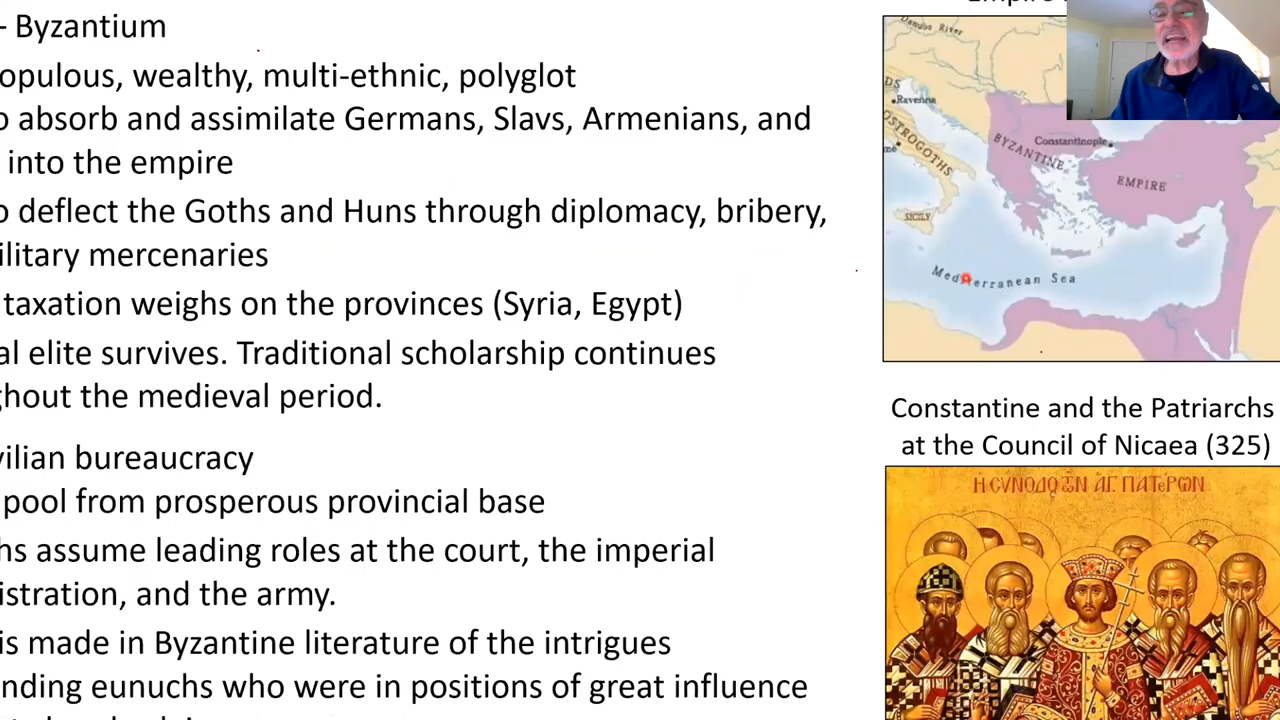 - Byzantium
opulous, wealthy, multi-ethnic, polyglot
o absorb and assimilate Germans, Slavs, Armenians, and
into the empire
o deflect the Goths and Huns through diplomacy, bribery,
ilitary mercenaries
taxation weighs on the provinces (Syria, Egypt)
al elite survives. Traditional scholarship continues
ghout the medieval period.
vilian bureaucracy
pool from prosperous provincial base
hs assume leading roles at the court, the imperial
istration, and the army.
is made in Byzantine literature of the intrigues
nding eunuchs who were in positions of great influence
Danube River
DS
Ravenna
OSTROGOTHS
me
Constantinople
BYZANTINE
EMPIRE
SICILY
Mediterranean Sea
Constantine and the Patriarchs
at the Council of Nicaea (325)